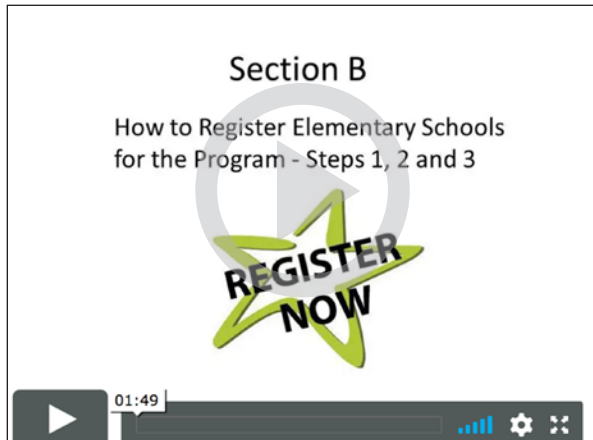 Section B
How to Register Elementary Schools
for the Program - Steps 1, 2 and 3
REGISTER
NOW
01:49